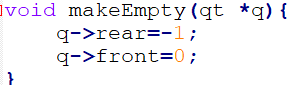 void makeEmpty(qt *q){
    q->rear=-1;
    q->front=0;
}